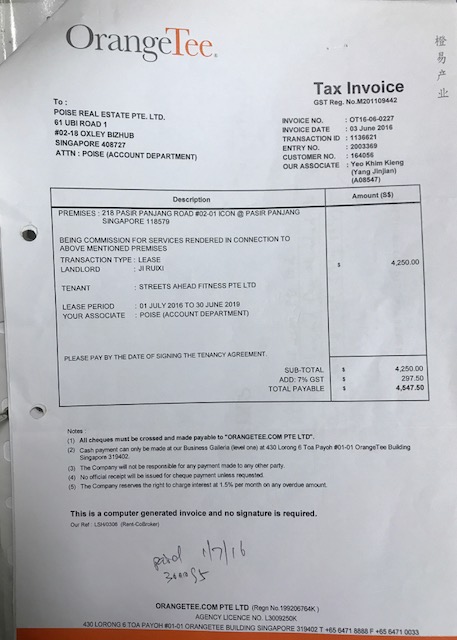 OrangeTee
橙易产业
Tax Invoice
GST Reg. No.M201109442
To :
POISE REAL ESTATE PTE. LTD.
61 UBI ROAD 1
#02-18 OXLEY BIZHUB
SINGAPORE 408727
ATTN : POISE (ACCOUNT DEPARTMENT)
INVOICE NO. : OT16-06-0227
INVOICE DATE : 03 June 2016
TRANSACTION ID : 1136621
ENTRY NO. : 2003369
CUSTOMER NO. : 164056
OUR ASSOCIATE : Yeo Khim Kieng
(Yang Jinjian)
(A08547)
Description Amount (S$)
PREMISES : 218 PASIR PANJANG ROAD #02-01 ICON @ PASIR PANJANG
SINGAPORE 118579
BEING COMMISSION FOR SERVICES RENDERED IN CONNECTION TO
ABOVE MENTIONED PREMISES
TRANSACTION TYPE : LEASE $ 4,250.00
LANDLORD : JI RUIXI
TENANT : STREETS AHEAD FITNESS PTE LTD
LEASE PERIOD : 01 JULY 2016 TO 30 JUNE 2019
YOUR ASSOCIATE : POISE (ACCOUNT DEPARTMENT)
PLEASE PAY BY THE DATE OF SIGNING THE TENANCY AGREEMENT.
SUB-TOTAL $ 4,250.00
ADD: 7% GST $ 297.50
TOTAL PAYABLE $ 4,547.50
Notes :
(1) All cheques must be crossed and made payable to "ORANGETEE.COM PTE LTD".
(2) Cash payment can only be made at our Business Galleria (level one) at 430 Lorong 6 Toa Payoh #01-01 OrangeTee Building
Singapore 319402.
(3) The Company will not be responsible for any payment made to any other party.
(4) No official receipt will be issued for cheque payment unless requested.
(5) The Company reserves the right to charge interest at 1.5% per month on any overdue amount.
This is a computer generated invoice and no signature is required.
Our Ref : LSH/0306 (Rent-CoBroker)
paid 1/7/16
ORANGETEE.COM PTE LTD (Regn No.199206764K)
AGENCY LICENCE NO. L3009250K
430 LORONG 6 TOA PAYOH #01-01 ORANGETEE BUILDING SINGAPORE 319402 T +65 6471 8888 F +65 6471 0033